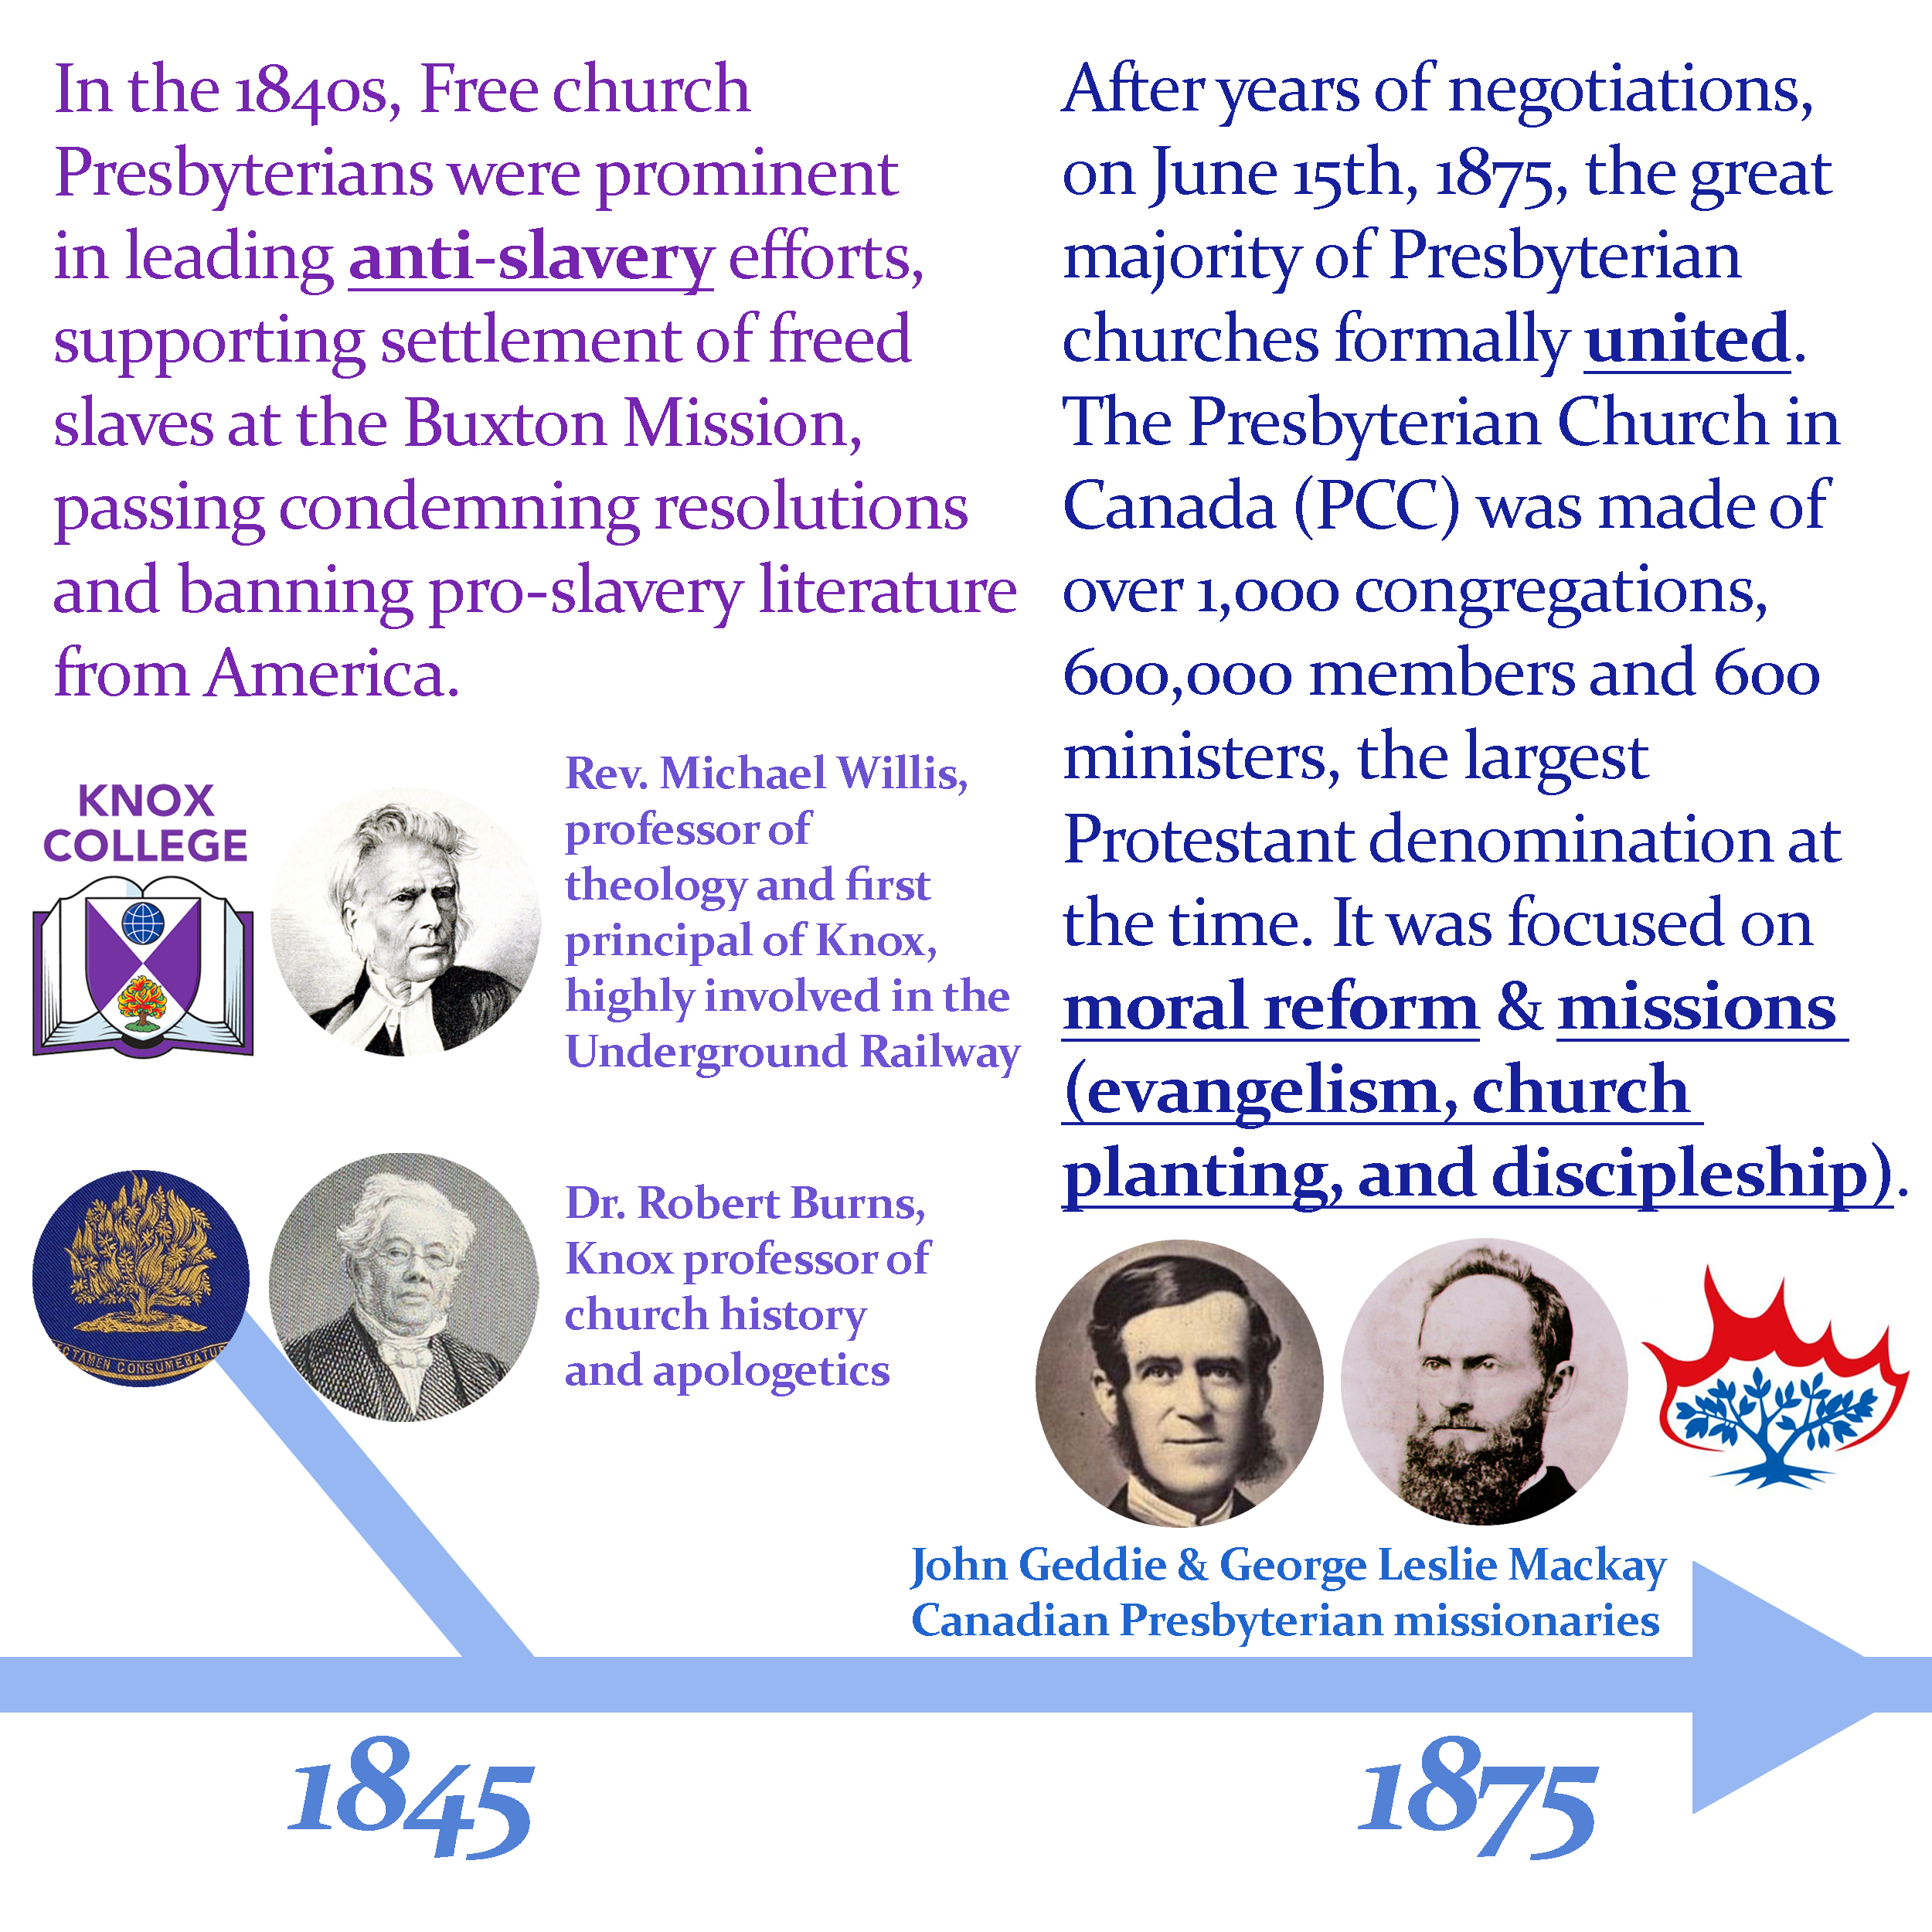 In the 1840s, Free church
Presbyterians were prominent
in leading anti-slavery efforts,
supporting settlement of freed
slaves at the Buxton Mission,
passing condemning resolutions
and banning pro-slavery literature
from America.
KNOX
COLLEGE
Rev. Michael Willis,
professor of
theology and first
principal of Knox,
highly involved in the
Underground Railway
Dr. Robert Burns,
Knox professor of
church history
and apologetics
CTAMEN CONSUMEBATUR
After years of negotiations,
on June 15th, 1875, the great
majority of Presbyterian
churches formally united.
The Presbyterian Church in
Canada (PCC) was made of
over 1,000 congregations,
600,000 members and 600
ministers, the largest
Protestant denomination at
the time. It was focused on
moral reform & missions
(evangelism, church
planting, and discipleship).
John Geddie & George Leslie Mackay
Canadian Presbyterian missionaries
1845
1875